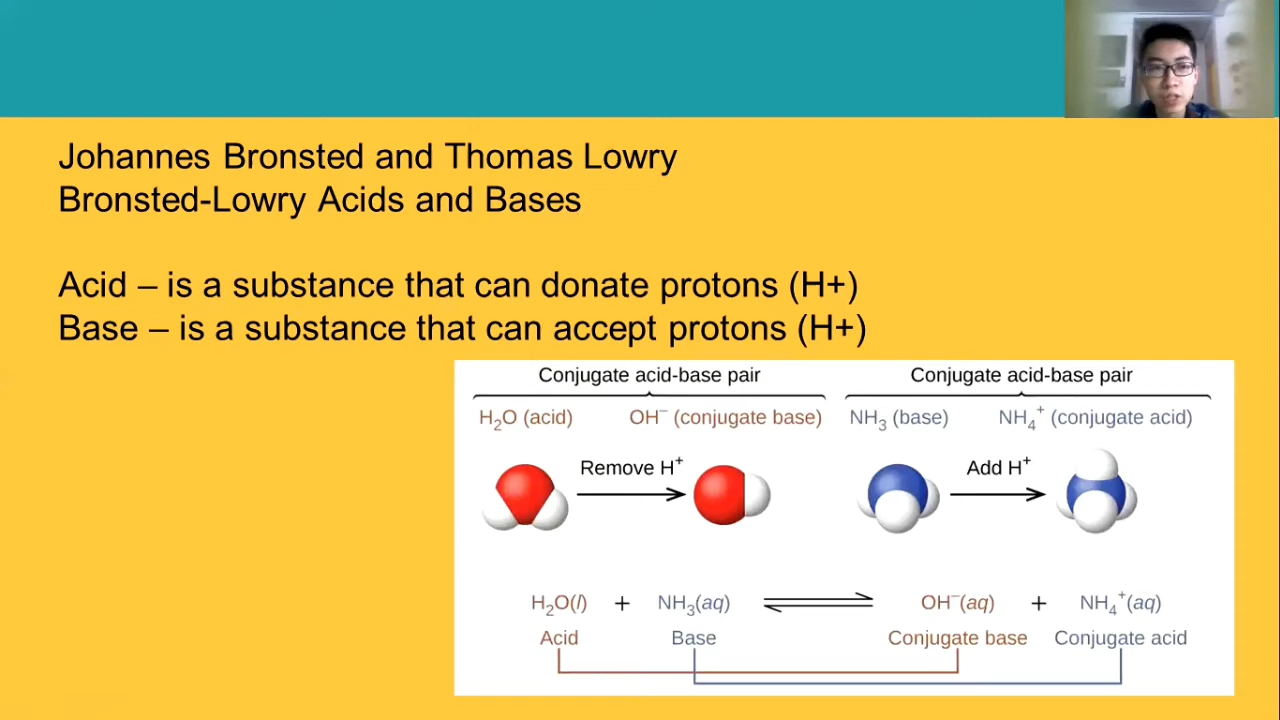 Johannes Bronsted and Thomas Lowry
Bronsted-Lowry Acids and Bases
Acid – is a substance that can donate protons (H+)
Base – is a substance that can accept protons (H+)
Conjugate acid-base pair
Conjugate acid-base pair
H₂O (acid) OH⁻ (conjugate base)
NH₃ (base) NH₄⁺ (conjugate acid)
Remove H⁺
Add H⁺
H₂O(l) + NH₃(aq) ⇌ OH⁻(aq) + NH₄⁺(aq)
Acid Base Conjugate base Conjugate acid